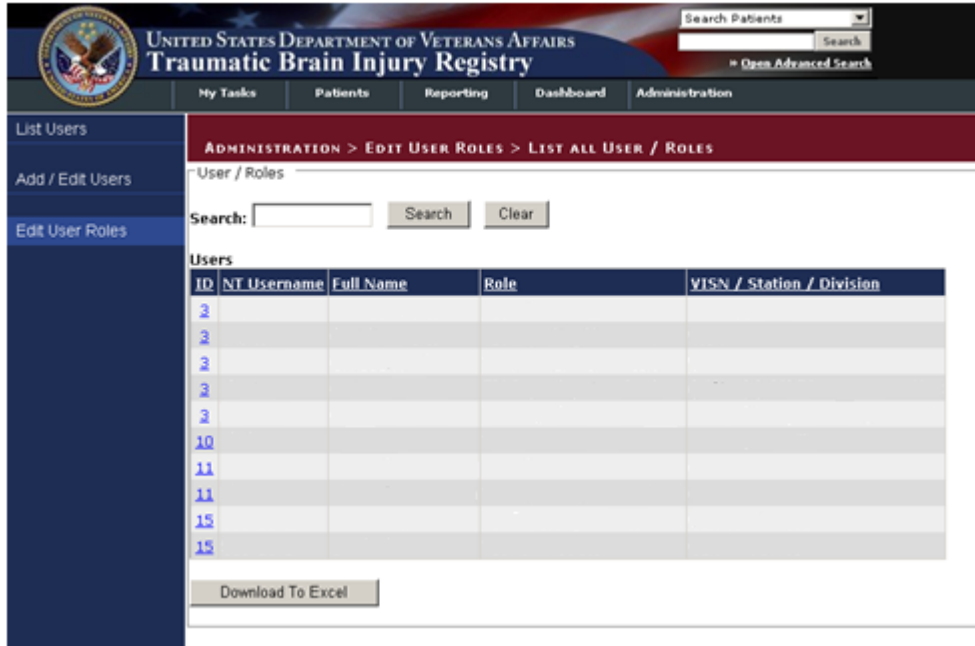 Search Patients
UNITED STATES DEPARTMENT OF VETERANS AFFAIRS
Traumatic Brain Injury Registry
Search
» Open Advanced Search
My Tasks Patients Reporting Dashboard Administration
List Users
Add / Edit Users
Edit User Roles
ADMINISTRATION > EDIT USER ROLES > LIST ALL USER / ROLES
User / Roles
Search: Search Clear
Users
ID NT Username Full Name Role VISN / Station / Division
3
3
3
3
3
10
11
11
15
15
Download To Excel